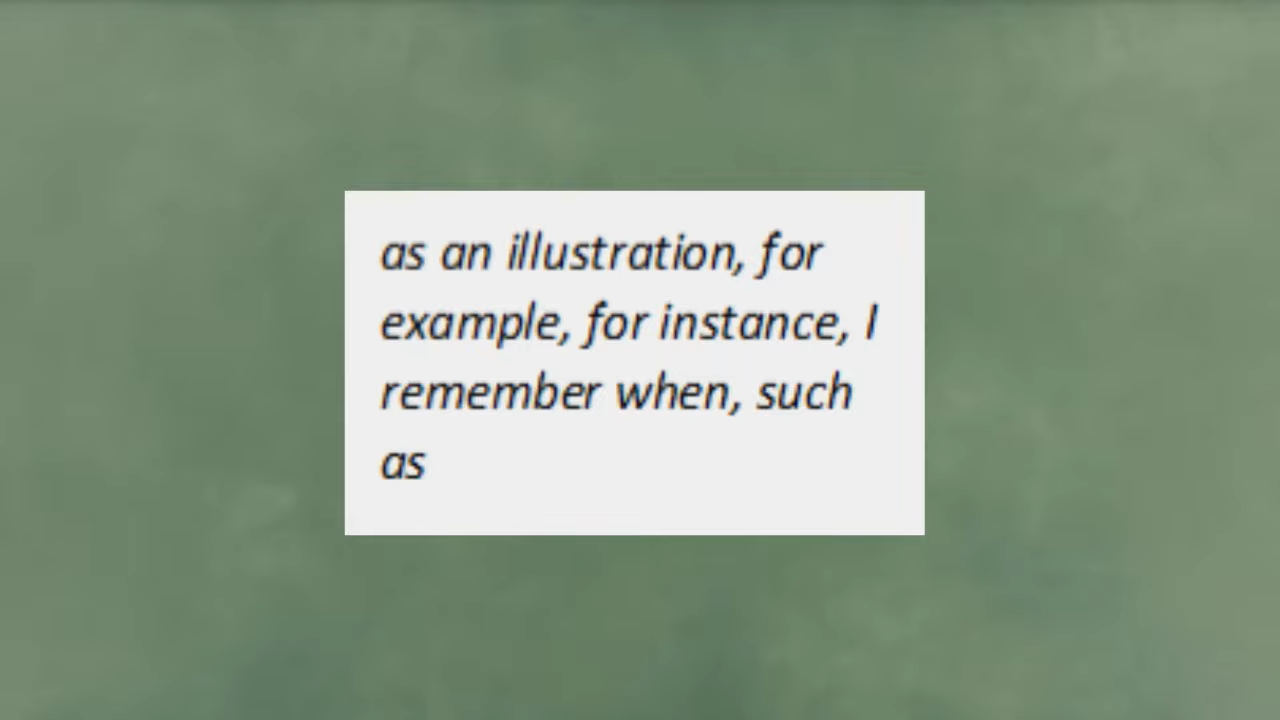 as an illustration, for
example, for instance, I
remember when, such
as